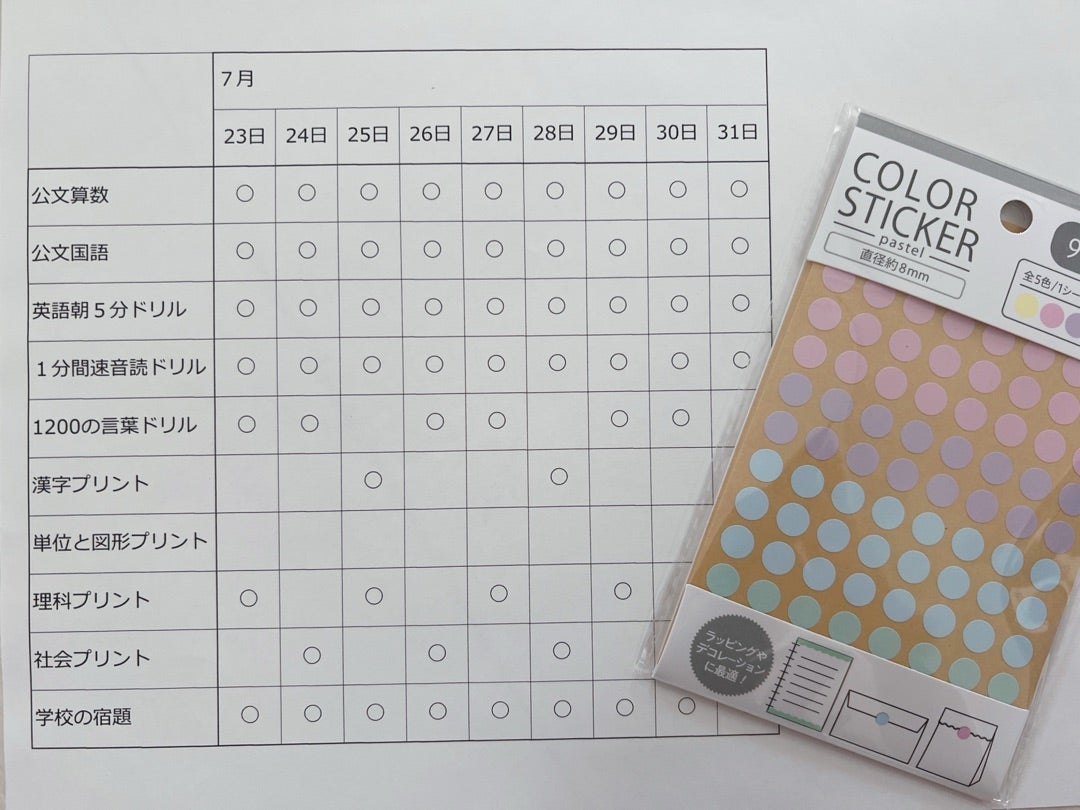 7月
23日 24日 25日 26日 27日 28日 29日 30日 31日
公文算数 ○ ○ ○ ○ ○ ○ ○ ○ ○
公文国語 ○ ○ ○ ○ ○ ○ ○ ○ ○
英語朝５分ドリル ○ ○ ○ ○ ○ ○ ○ ○ ○
１分間速音読ドリル ○ ○ ○ ○ ○ ○ ○ ○ ○
1200の言葉ドリル ○ ○ ○ ○ ○ ○
漢字プリント ○ ○
単位と図形プリント
理科プリント ○ ○ ○ ○
社会プリント ○ ○ ○
学校の宿題 ○ ○ ○ ○ ○ ○ ○ ○
COLOR
STICKER
pastel
直径約8mm
全5色/1シー
ラッピングや
デコレーション
に最適！